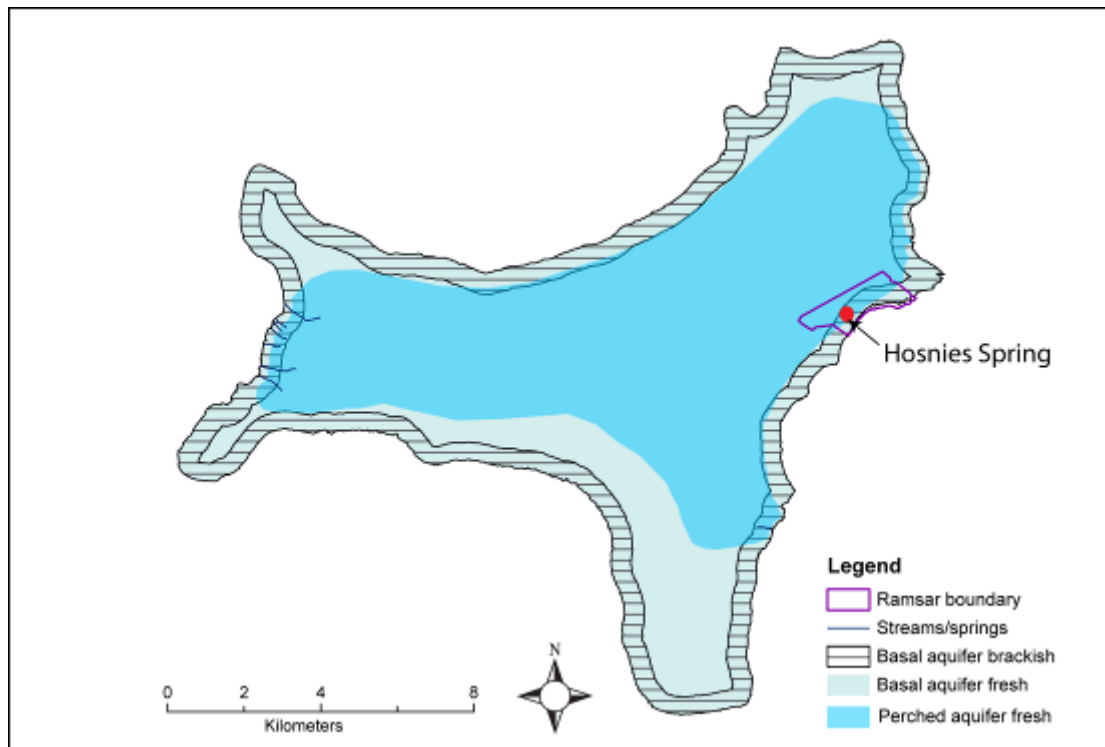 Hosnies Spring
Legend
Ramsar boundary
Streams/springs
Basal aquifer brackish
Basal aquifer fresh
Perched aquifer fresh
N
0 2 4 8
Kilometers